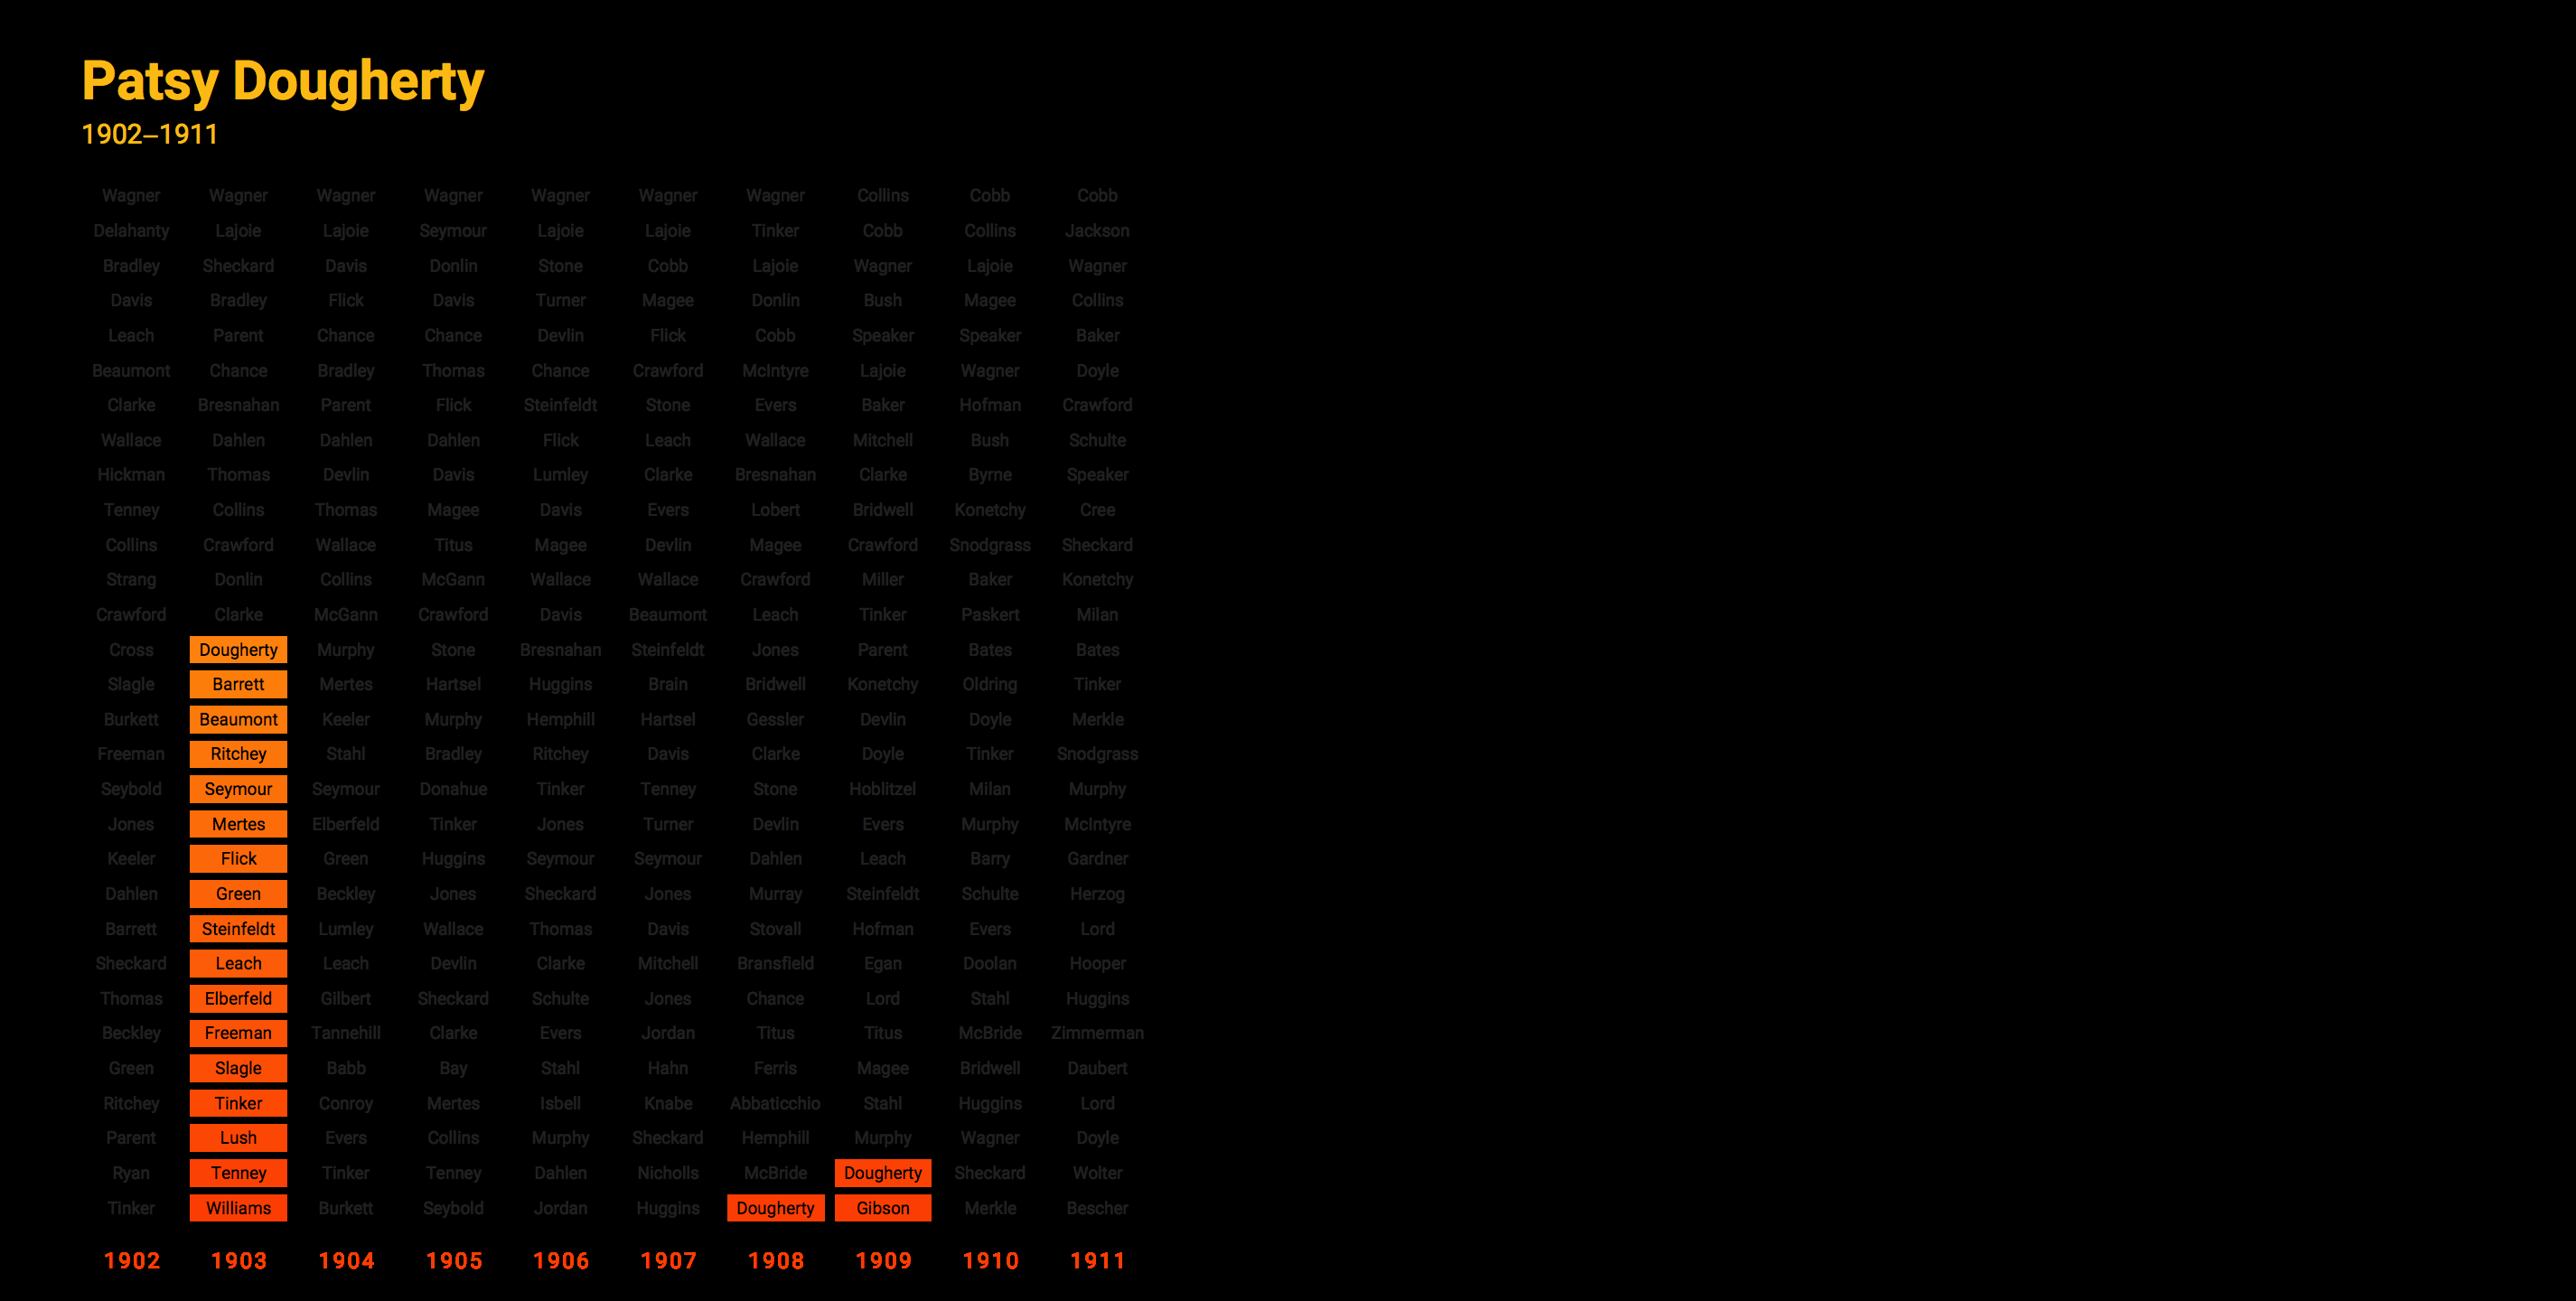 Patsy Dougherty
1902–1911
Wagner Wagner Wagner Wagner Wagner Wagner Wagner Collins Cobb Cobb
Delahanty Lajoie Lajoie Seymour Lajoie Lajoie Tinker Cobb Collins Jackson
Bradley Sheckard Davis Donlin Stone Cobb Lajoie Wagner Lajoie Wagner
Davis Bradley Flick Davis Turner Magee Donlin Bush Magee Collins
Leach Parent Chance Chance Devlin Flick Cobb Speaker Speaker Baker
Beaumont Chance Bradley Thomas Chance Crawford McIntyre Lajoie Wagner Doyle
Clarke Bresnahan Parent Flick Steinfeldt Stone Evers Baker Hofman Crawford
Wallace Dahlen Dahlen Dahlen Flick Leach Wallace Mitchell Bush Schulte
Hickman Thomas Devlin Davis Lumley Clarke Bresnahan Clarke Byrne Speaker
Tenney Collins Thomas Magee Davis Evers Lobert Bridwell Konetchy Cree
Collins Crawford Wallace Titus Magee Devlin Magee Crawford Snodgrass Sheckard
Strang Donlin Collins McGann Wallace Wallace Crawford Miller Baker Konetchy
Crawford Clarke McGann Crawford Davis Beaumont Leach Tinker Paskert Milan
Cross Dougherty Murphy Stone Bresnahan Steinfeldt Jones Parent Bates Bates
Slagle Barrett Mertes Hartsel Huggins Brain Bridwell Konetchy Oldring Tinker
Burkett Beaumont Keeler Murphy Hemphill Hartsel Gessler Devlin Doyle Merkle
Freeman Ritchey Stahl Bradley Ritchey Davis Clarke Doyle Tinker Snodgrass
Seybold Seymour Seymour Donahue Tinker Tenney Stone Hoblitzel Milan Murphy
Jones Mertes Elberfeld Tinker Jones Turner Devlin Evers Murphy McIntyre
Keeler Flick Green Huggins Seymour Seymour Dahlen Leach Barry Gardner
Dahlen Green Beckley Jones Sheckard Jones Murray Steinfeldt Schulte Herzog
Barrett Steinfeldt Lumley Wallace Thomas Davis Stovall Hofman Evers Lord
Sheckard Leach Leach Devlin Clarke Mitchell Bransfield Egan Doolan Hooper
Thomas Elberfeld Gilbert Sheckard Schulte Jones Chance Lord Stahl Huggins
Beckley Freeman Tannehill Clarke Evers Jordan Titus Titus McBride Zimmerman
Green Slagle Babb Bay Stahl Hahn Ferris Magee Bridwell Daubert
Ritchey Tinker Conroy Mertes Isbell Knabe Abbaticchio Stahl Huggins Lord
Parent Lush Evers Collins Murphy Sheckard Hemphill Murphy Wagner Doyle
Ryan Tenney Tinker Tenney Dahlen Nicholls McBride Dougherty Sheckard Wolter
Tinker Williams Burkett Seybold Jordan Huggins Dougherty Gibson Merkle Bescher
1902 1903 1904 1905 1906 1907 1908 1909 1910 1911